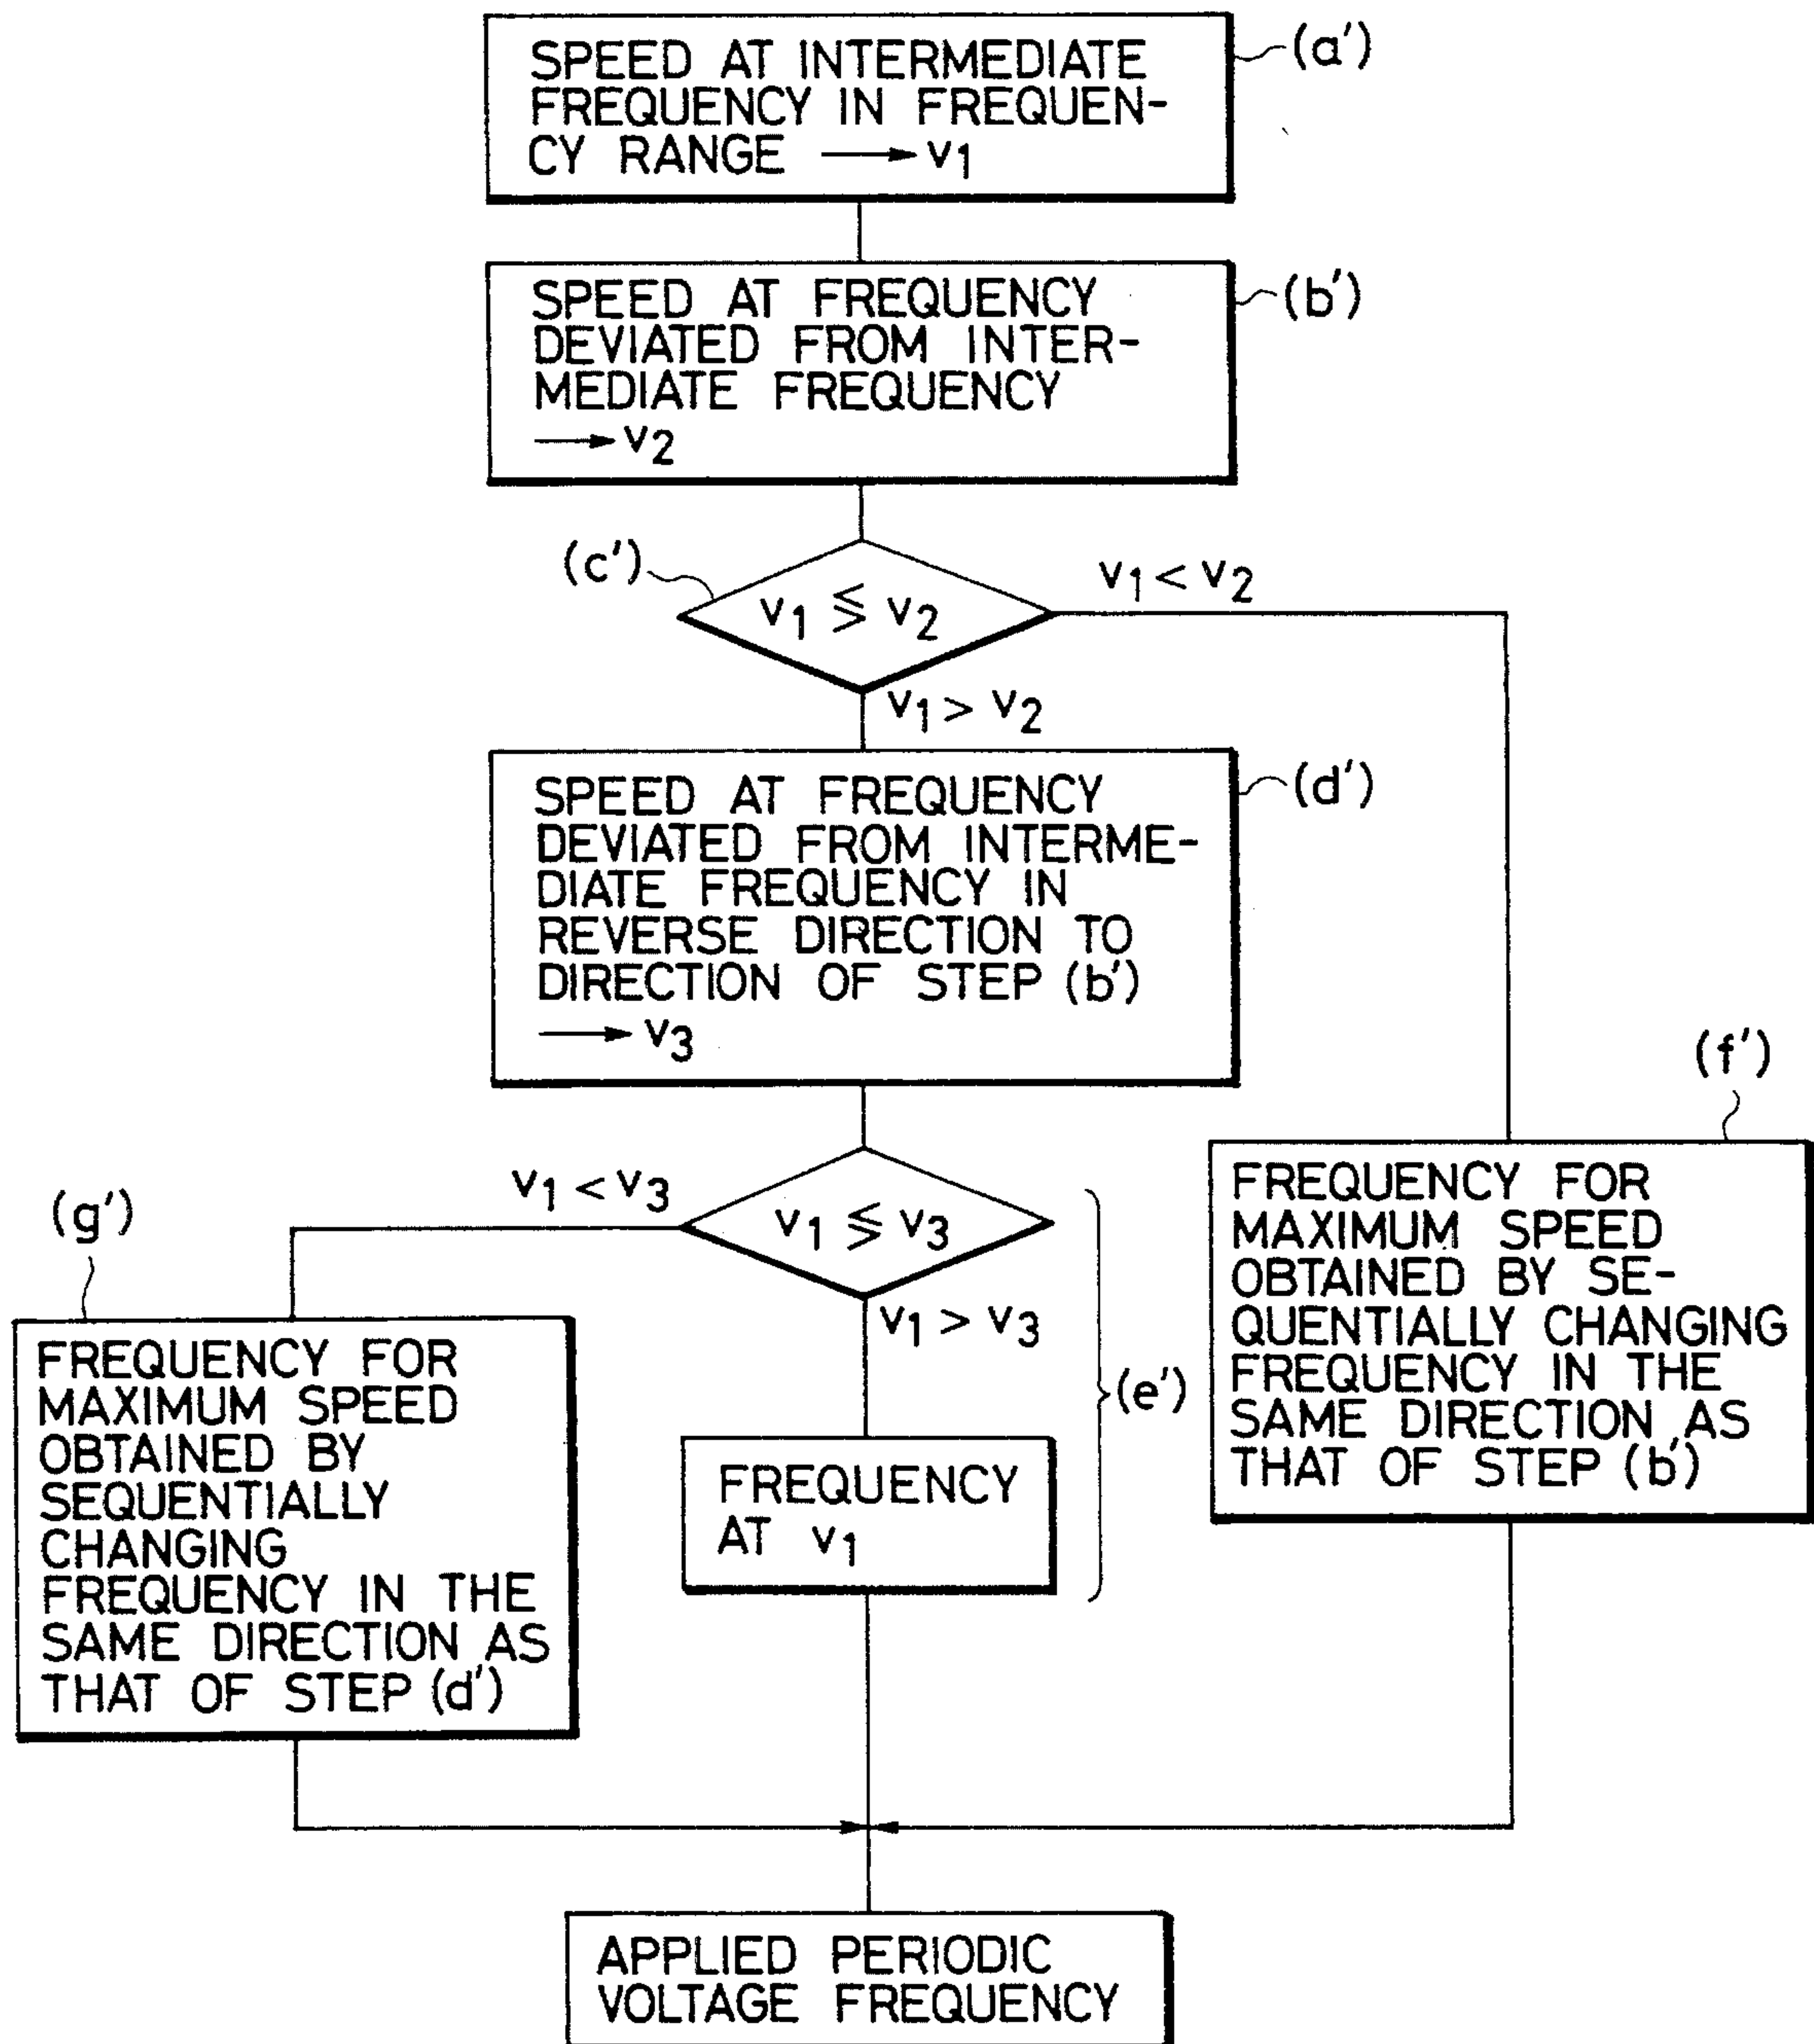 SPEED AT INTERMEDIATE
FREQUENCY IN FREQUEN-
CY RANGE → v1
(a')
SPEED AT FREQUENCY
DEVIATED FROM INTER-
MEDIATE FREQUENCY
→ v2
(b')
(c')
v1 ≦> v2
v1 < v2
v1 > v2
SPEED AT FREQUENCY
DEVIATED FROM INTERME-
DIATE FREQUENCY IN
REVERSE DIRECTION TO
DIRECTION OF STEP (b')
→ v3
(d')
v1 < v3
v1 ≦> v3
v1 > v3
(e')
(f')
FREQUENCY FOR
MAXIMUM SPEED
OBTAINED BY SE-
QUENTIALLY CHANGING
FREQUENCY IN THE
SAME DIRECTION AS
THAT OF STEP (b')
(g')
FREQUENCY FOR
MAXIMUM SPEED
OBTAINED BY
SEQUENTIALLY
CHANGING
FREQUENCY IN THE
SAME DIRECTION AS
THAT OF STEP (d')
FREQUENCY
AT v1
APPLIED PERIODIC
VOLTAGE FREQUENCY